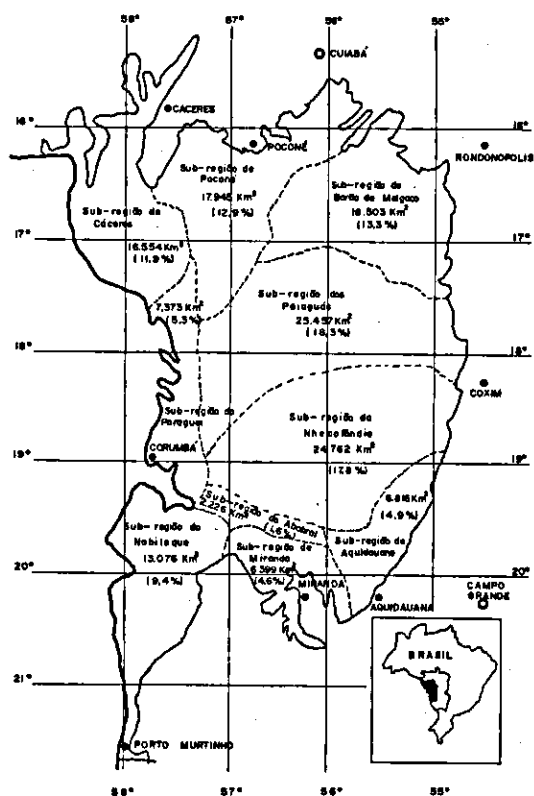 58° 57° 56° 55°
CUIABÁ
CÁCERES
16° 16°
POCONÉ
RONDONOPOLIS
Sub-região de
Poconé
17.945 Km²
(12,9%)
Sub-região de
Barão de Melgaço
18.503 Km²
(13,3%)
Sub-região de
Cáceres
16.554 Km²
(11,9%)
17° 17°
Sub-região dos
Paiaguás
25.457 Km²
(18,3%)
7.373 Km²
(5,3%)
18° 18°
COXIM
Sub-região do
Paraguai
Sub-região da
Nhecolândia
24.762 Km²
(17,8%)
CORUMBÁ
19° 19°
6.816 Km²
(4,9%)
Sub-região do Abobral
2.226 Km²
(1,6%)
Sub-região do
Nabileque
13.076 Km²
(9,4%)
Sub-região de
Miranda
6.399 Km²
(4,6%)
Sub-região de
Aquidauana
20° 20°
MIRANDA
AQUIDAUANA
CAMPO
GRANDE
BRASIL
21°
PORTO MURTINHO
58° 57° 56° 55°